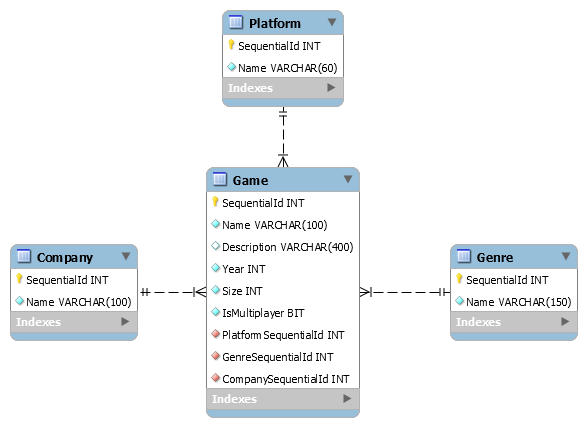 Platform
SequentialId INT
Name VARCHAR(60)
Indexes
Game
SequentialId INT
Name VARCHAR(100)
Description VARCHAR(400)
Year INT
Size INT
IsMultiplayer BIT
PlatformSequentialId INT
GenreSequentialId INT
CompanySequentialId INT
Indexes
Company
SequentialId INT
Name VARCHAR(100)
Indexes
Genre
SequentialId INT
Name VARCHAR(150)
Indexes